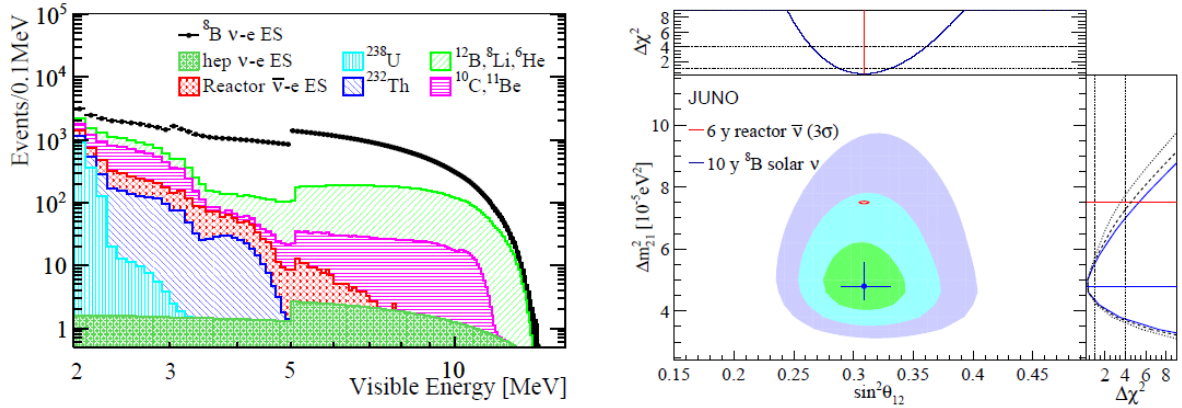 10⁵
10⁴
10³
10²
10
1
Events/0.1MeV
⁸B ν-e ES
hep ν-e ES
Reactor ν̅-e ES
²³⁸U
²³²Th
¹²B,⁸Li,⁶He
¹⁰C,¹¹Be
2 3 4 5 10
Visible Energy [MeV]
Δχ²
8
6
4
2
JUNO
6 y reactor ν̅ (3σ)
10 y ⁸B solar ν
Δm²₂₁ [10⁻⁵ eV²]
10
8
6
4
0.15 0.2 0.25 0.3 0.35 0.4 0.45
sin²θ₁₂
2 4 6 8
Δχ²